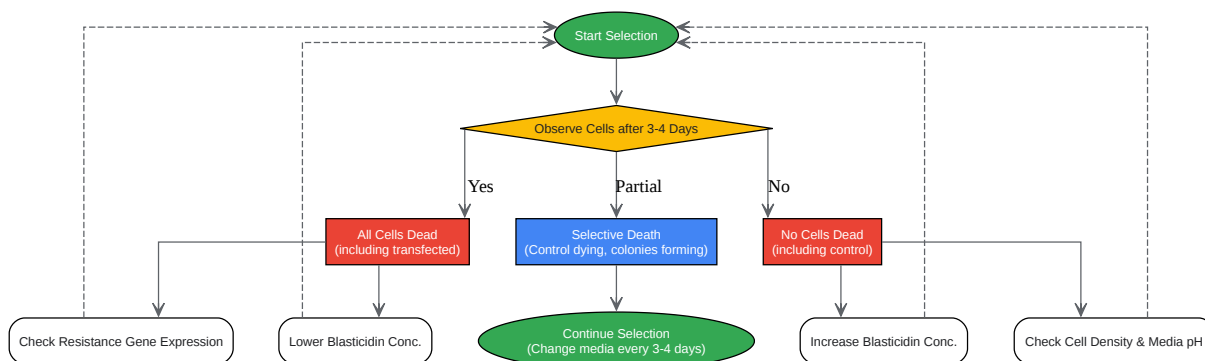 Start Selection
Observe Cells after 3-4 Days
Yes
Partial
No
All Cells Dead
(including transfected)
Selective Death
(Control dying, colonies forming)
No Cells Dead
(including control)
Check Resistance Gene Expression
Lower Blasticidin Conc.
Continue Selection
(Change media every 3-4 days)
Increase Blasticidin Conc.
Check Cell Density & Media pH